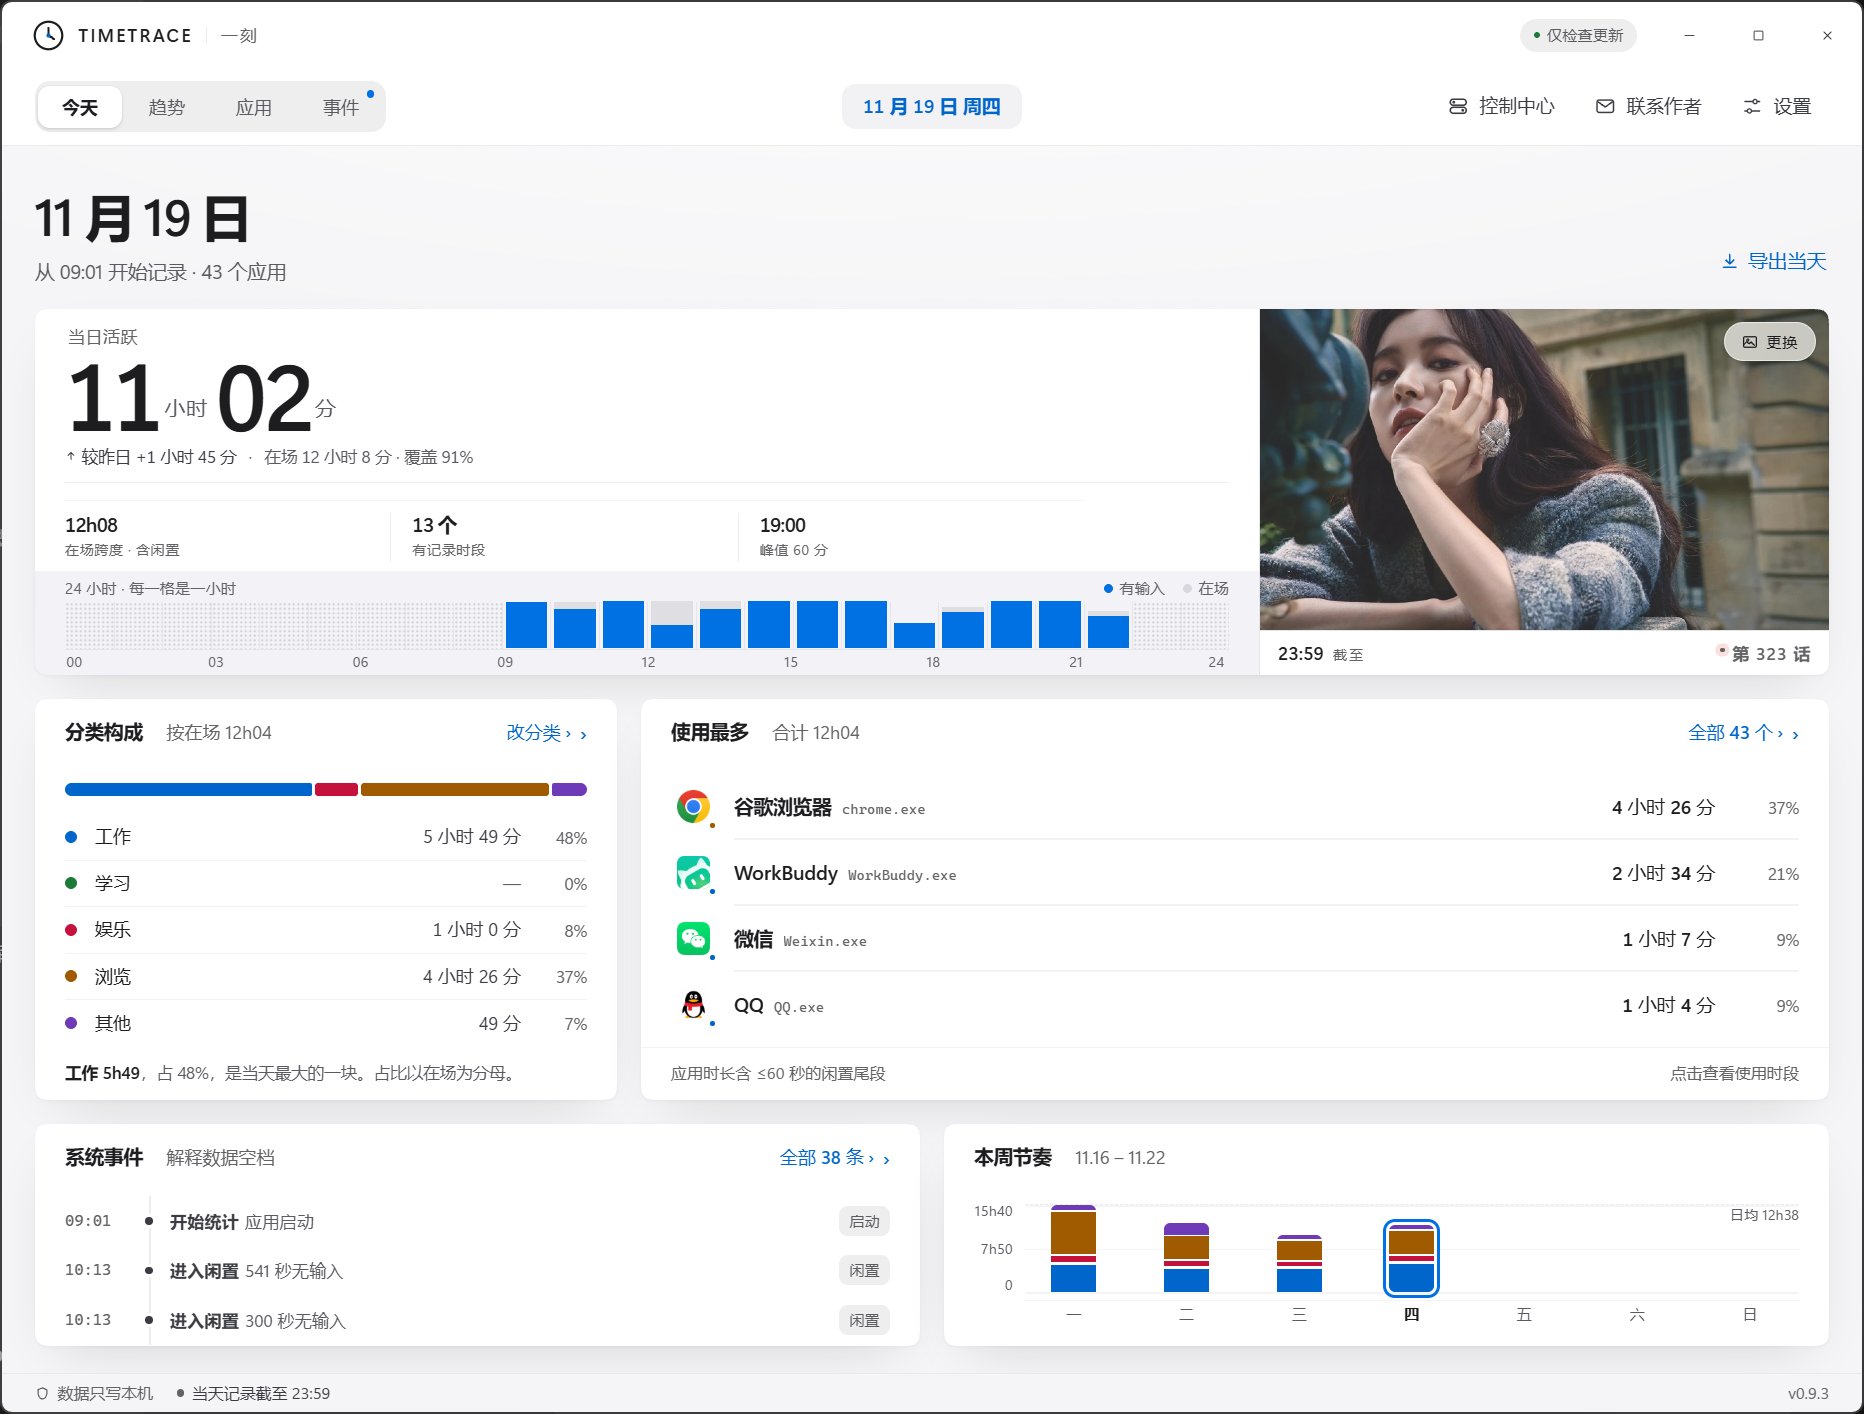 TIMETRACE 一刻
仅检查更新
今天 趋势 应用 事件
11 月 19 日 周四
控制中心 联系作者 设置
11 月 19 日
从 09:01 开始记录 · 43 个应用
导出当天
当日活跃
11 小时 02 分
↑ 较昨日 +1 小时 45 分 · 在场 12 小时 8 分 · 覆盖 91%
12h08 13 个 19:00
在场跨度 · 含闲置 有记录时段 峰值 60 分
24 小时 · 每一格是一小时 有输入 在场
00 03 06 09 12 15 18 21 24
更换
23:59 截至 第 323 话
分类构成 按在场 12h04 改分类 › ›
工作 5 小时 49 分 48%
学习 — 0%
娱乐 1 小时 0 分 8%
浏览 4 小时 26 分 37%
其他 49 分 7%
工作 5h49，占 48%，是当天最大的一块。占比以在场为分母。
使用最多 合计 12h04 全部 43 个 › ›
谷歌浏览器 chrome.exe 4 小时 26 分 37%
WorkBuddy WorkBuddy.exe 2 小时 34 分 21%
微信 Weixin.exe 1 小时 7 分 9%
QQ QQ.exe 1 小时 4 分 9%
应用时长含 ≤60 秒的闲置尾段 点击查看使用时段
系统事件 解释数据空档 全部 38 条 › ›
09:01 开始统计 应用启动 启动
10:13 进入闲置 541 秒无输入 闲置
10:13 进入闲置 300 秒无输入 闲置
本周节奏 11.16 – 11.22
15h40
日均 12h38
7h50
0
一 二 三 四 五 六 日
数据只写本机 当天记录截至 23:59 v0.9.3